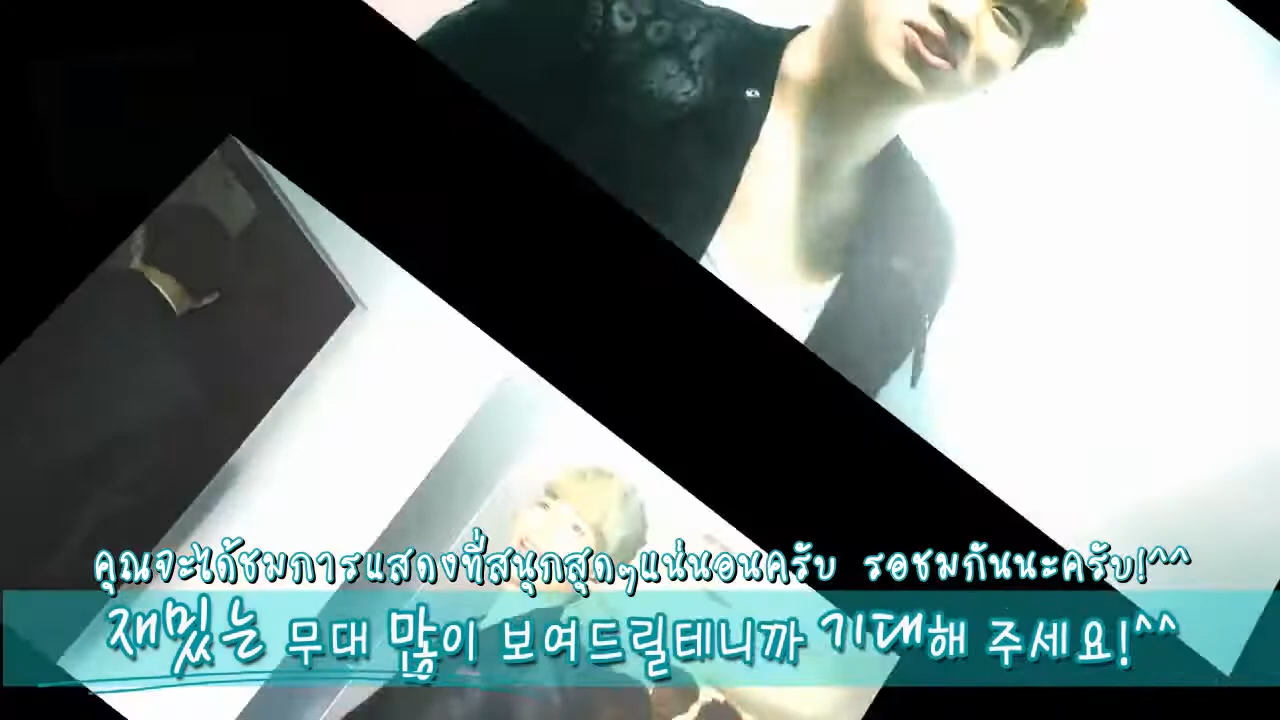 คุณจะได้ชมการแสดงที่สนุกสุดๆแน่นอนครับ รอชมกันนะครับ!^^
재밌는 무대 많이 보여드릴테니까 기대해 주세요!^^